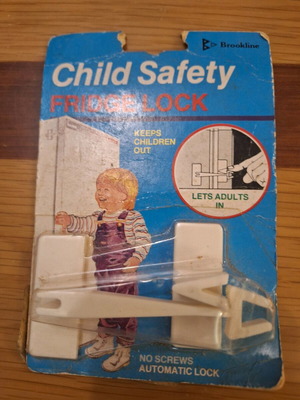 Brookline
Child Safety
FRIDGE LOCK
KEEPS
CHILDREN
OUT
LETS ADULTS
IN
NO SCREWS
AUTOMATIC LOCK